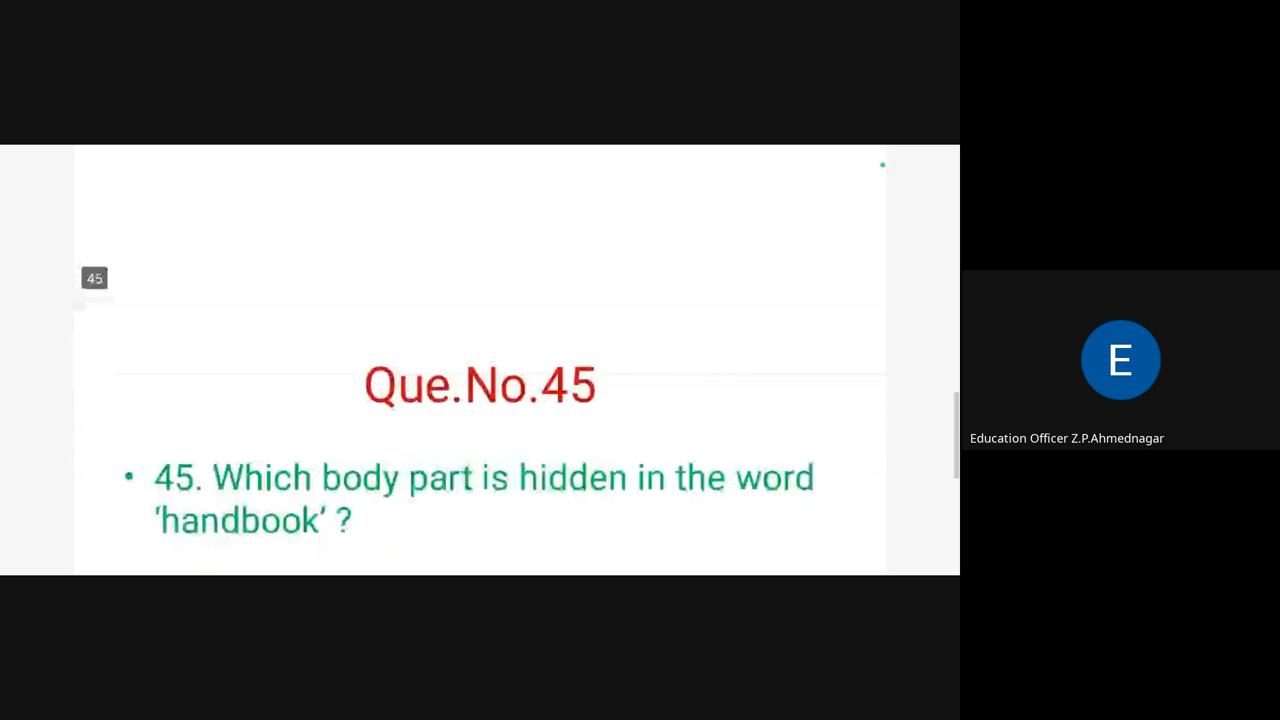 45
Que.No.45
• 45. Which body part is hidden in the word
‘handbook’ ?
E
Education Officer Z.P.Ahmednagar